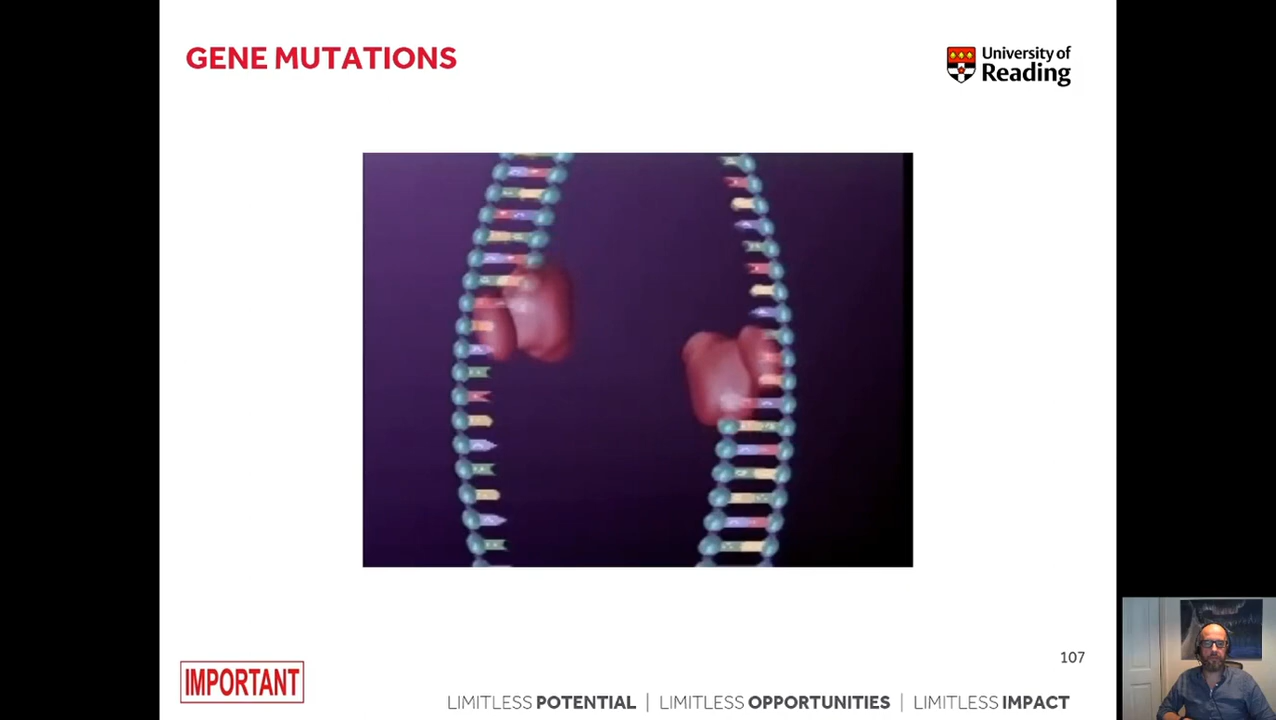 GENE MUTATIONS
University of
Reading
IMPORTANT
107
LIMITLESS POTENTIAL | LIMITLESS OPPORTUNITIES | LIMITLESS IMPACT